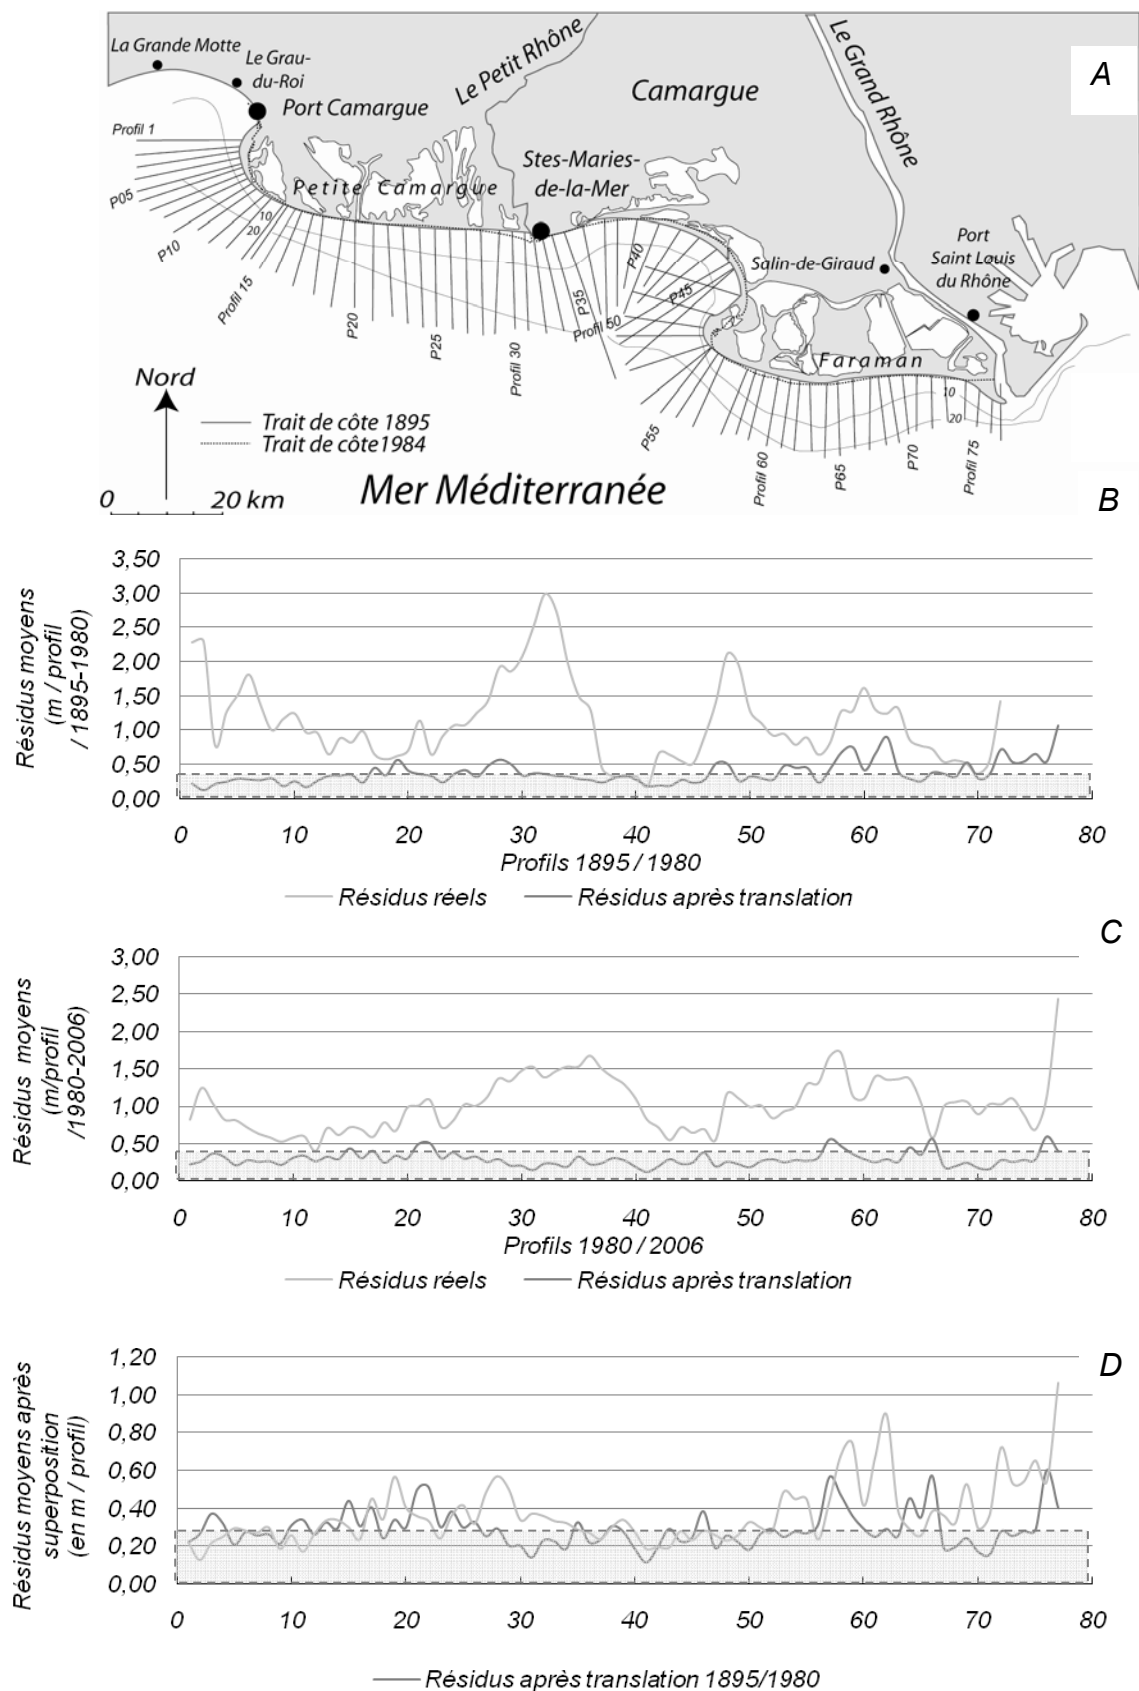 A
La Grande Motte
Le Grau-
du-Roi
Port Camargue
Le Petit Rhône
Camargue
Le Grand Rhône
Stes-Maries-
de-la-Mer
Petite Camargue
Profil 1
P05
P10
10
20
Profil 15
P20
P25
Profil 30
P35
P40
P45
Profil 50
Salin-de-Giraud
Port
Saint Louis
du Rhône
Faraman
10
20
P55
Profil 60
P65
P70
Profil 75
Nord
Trait de côte 1895
Trait de côte1984
0 20 km
Mer Méditerranée
B
Résidus moyens
(m / profil
/ 1895-1980)
3,50
3,00
2,50
2,00
1,50
1,00
0,50
0,00
0 10 20 30 40 50 60 70 80
Profils 1895 / 1980
Résidus réels Résidus après translation
C
Résidus moyens
(m/profil
/1980-2006)
3,00
2,50
2,00
1,50
1,00
0,50
0,00
0 10 20 30 40 50 60 70 80
Profils 1980 / 2006
Résidus réels Résidus après translation
D
Résidus moyens après
superposition
(en m / profil)
1,20
1,00
0,80
0,60
0,40
0,20
0,00
0 10 20 30 40 50 60 70 80
Résidus après translation 1895/1980